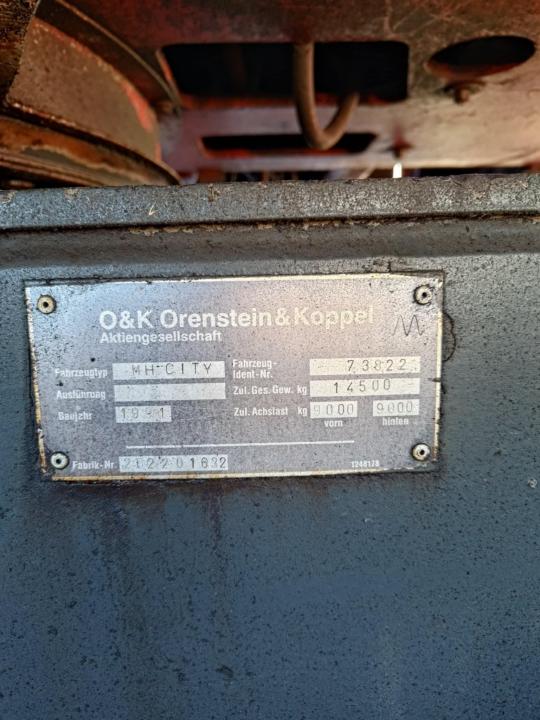 O&K Orenstein&Koppel
Aktiengesellschaft
Fahrzeugtyp MH-CITY
Fahrzeug-
Ident-Nr. 73822
Ausführung
Zul. Ges. Gew. kg 14500
Baujahr
Zul. Achslast kg 9000 9000
vorn hinten
Fabrik-Nr.
1248178